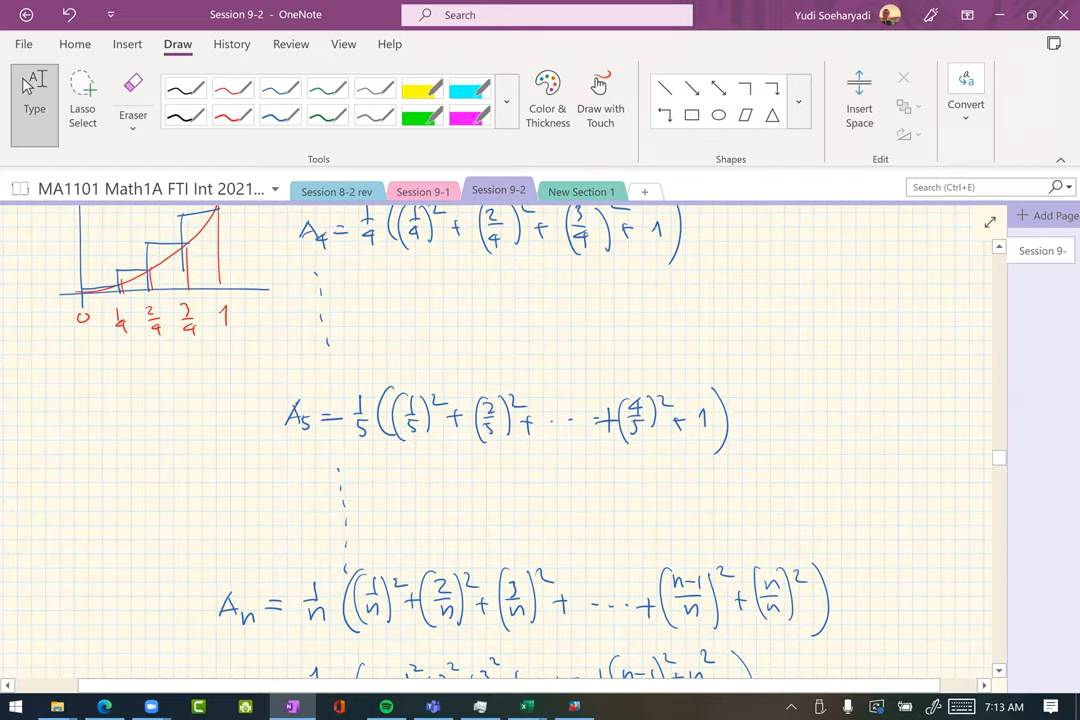 Session 9-2 - OneNote
Search
Yudi Soeharyadi
File Home Insert Draw History Review View Help
Type
Lasso Select
Eraser
Color & Thickness
Draw with Touch
Insert Space
Convert
Tools
Shapes
Edit
MA1101 Math1A FTI Int 2021...
Session 8-2 rev
Session 9-1
Session 9-2
New Section 1
+
Search (Ctrl+E)
Add Page
Session 9-
A₄ = 1/4 ((1/4)² + (2/4)² + (3/4)² + 1)
0 1/4 2/4 3/4 1
A₅ = 1/5 ((1/5)² + (2/5)² + ... + (4/5)² + 1)
Aₙ = 1/n ((1/n)² + (2/n)² + (3/n)² + ... + ((n-1)/n)² + (n/n)²)
7:13 AM